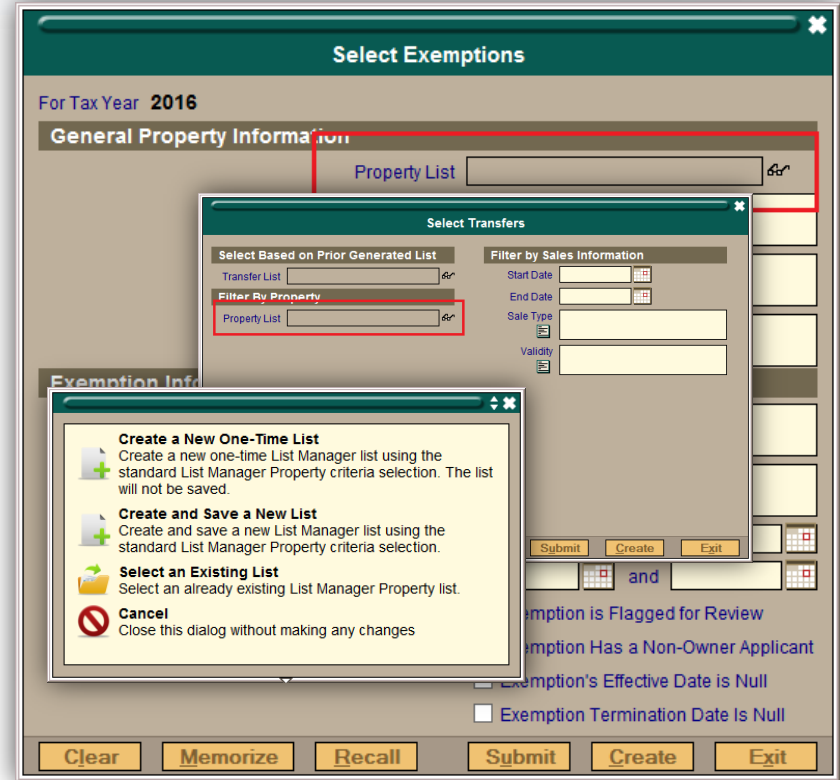 Select Exemptions
For Tax Year 2016
General Property Information
Property List
Select Transfers
Select Based on Prior Generated List
Transfer List
Filter By Property
Property List
Filter by Sales Information
Start Date
End Date
Sale Type
Validity
Submit Create Exit
Exemption Info
Create a New One-Time List
Create a new one-time List Manager list using the
standard List Manager Property criteria selection. The list
will not be saved.
Create and Save a New List
Create and save a new List Manager list using the
standard List Manager Property criteria selection.
Select an Existing List
Select an already existing List Manager Property list.
Cancel
Close this dialog without making any changes
and
Exemption is Flagged for Review
Exemption Has a Non-Owner Applicant
Exemption's Effective Date is Null
Exemption Termination Date Is Null
Clear Memorize Recall Submit Create Exit